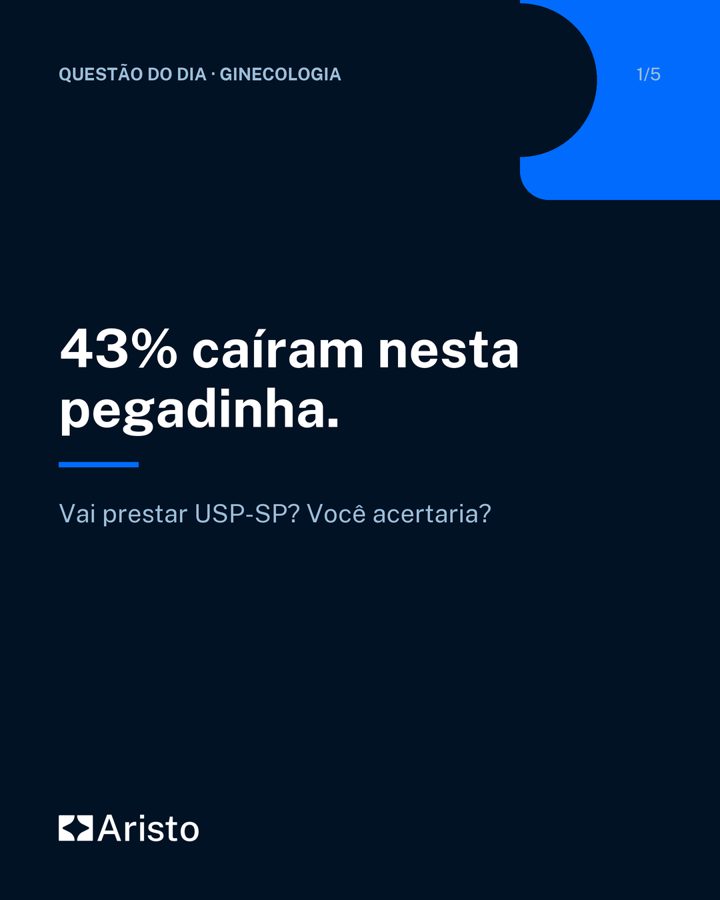 QUESTÃO DO DIA · GINECOLOGIA
1/5
43% caíram nesta
pegadinha.
Vai prestar USP-SP? Você acertaria?
Aristo